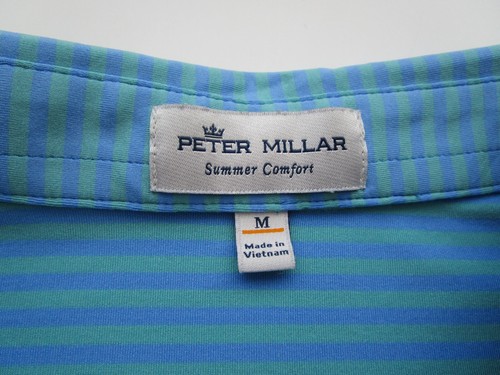 PETER MILLAR
Summer Comfort
M
Made in
Vietnam